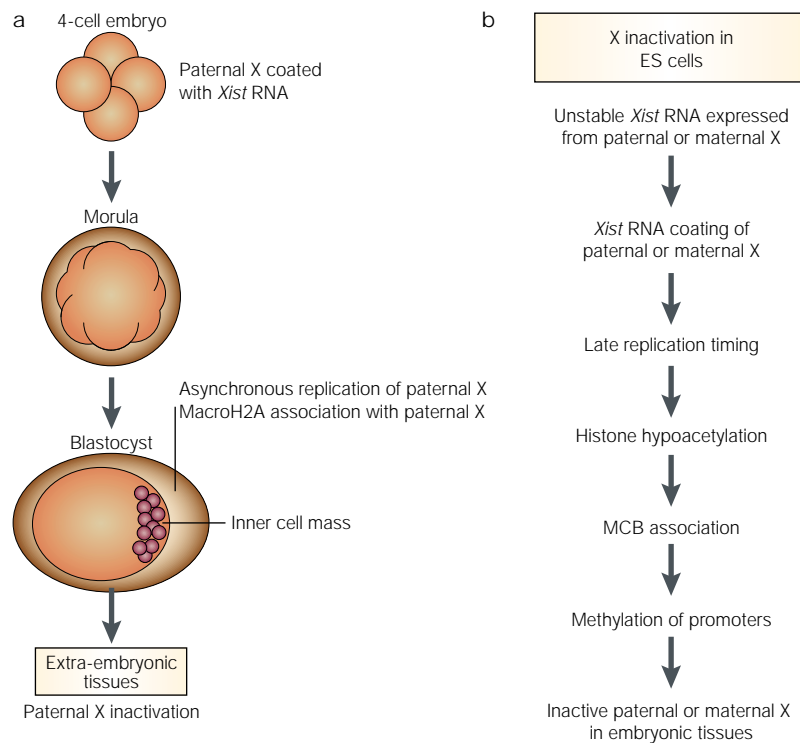 a
4-cell embryo
Paternal X coated
with Xist RNA
Morula
Asynchronous replication of paternal X
MacroH2A association with paternal X
Blastocyst
Inner cell mass
Extra-embryonic
tissues
Paternal X inactivation
b
X inactivation in
ES cells
Unstable Xist RNA expressed
from paternal or maternal X
Xist RNA coating of
paternal or maternal X
Late replication timing
Histone hypoacetylation
MCB association
Methylation of promoters
Inactive paternal or maternal X
in embryonic tissues